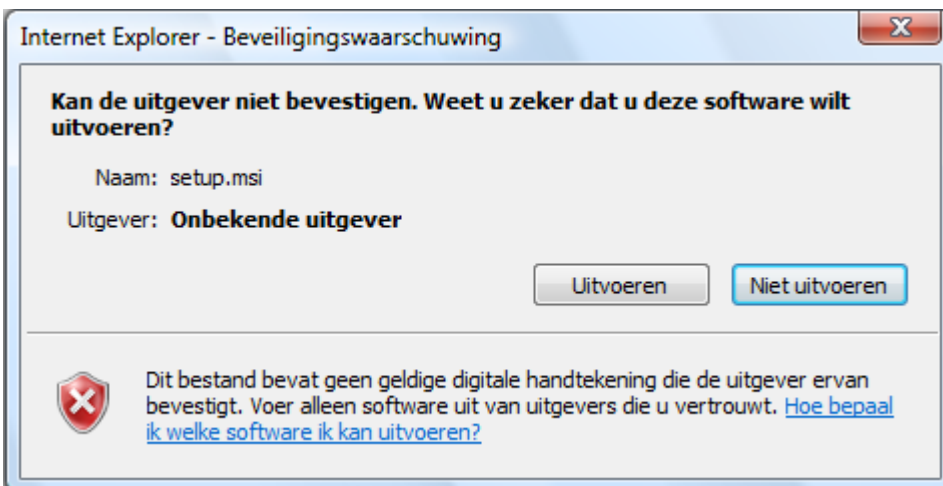 Internet Explorer - Beveiligingswaarschuwing
Kan de uitgever niet bevestigen. Weet u zeker dat u deze software wilt
uitvoeren?
Naam: setup.msi
Uitgever: Onbekende uitgever
Uitvoeren
Niet uitvoeren
Dit bestand bevat geen geldige digitale handtekening die de uitgever ervan
bevestigt. Voer alleen software uit van uitgevers die u vertrouwt. Hoe bepaal
ik welke software ik kan uitvoeren?